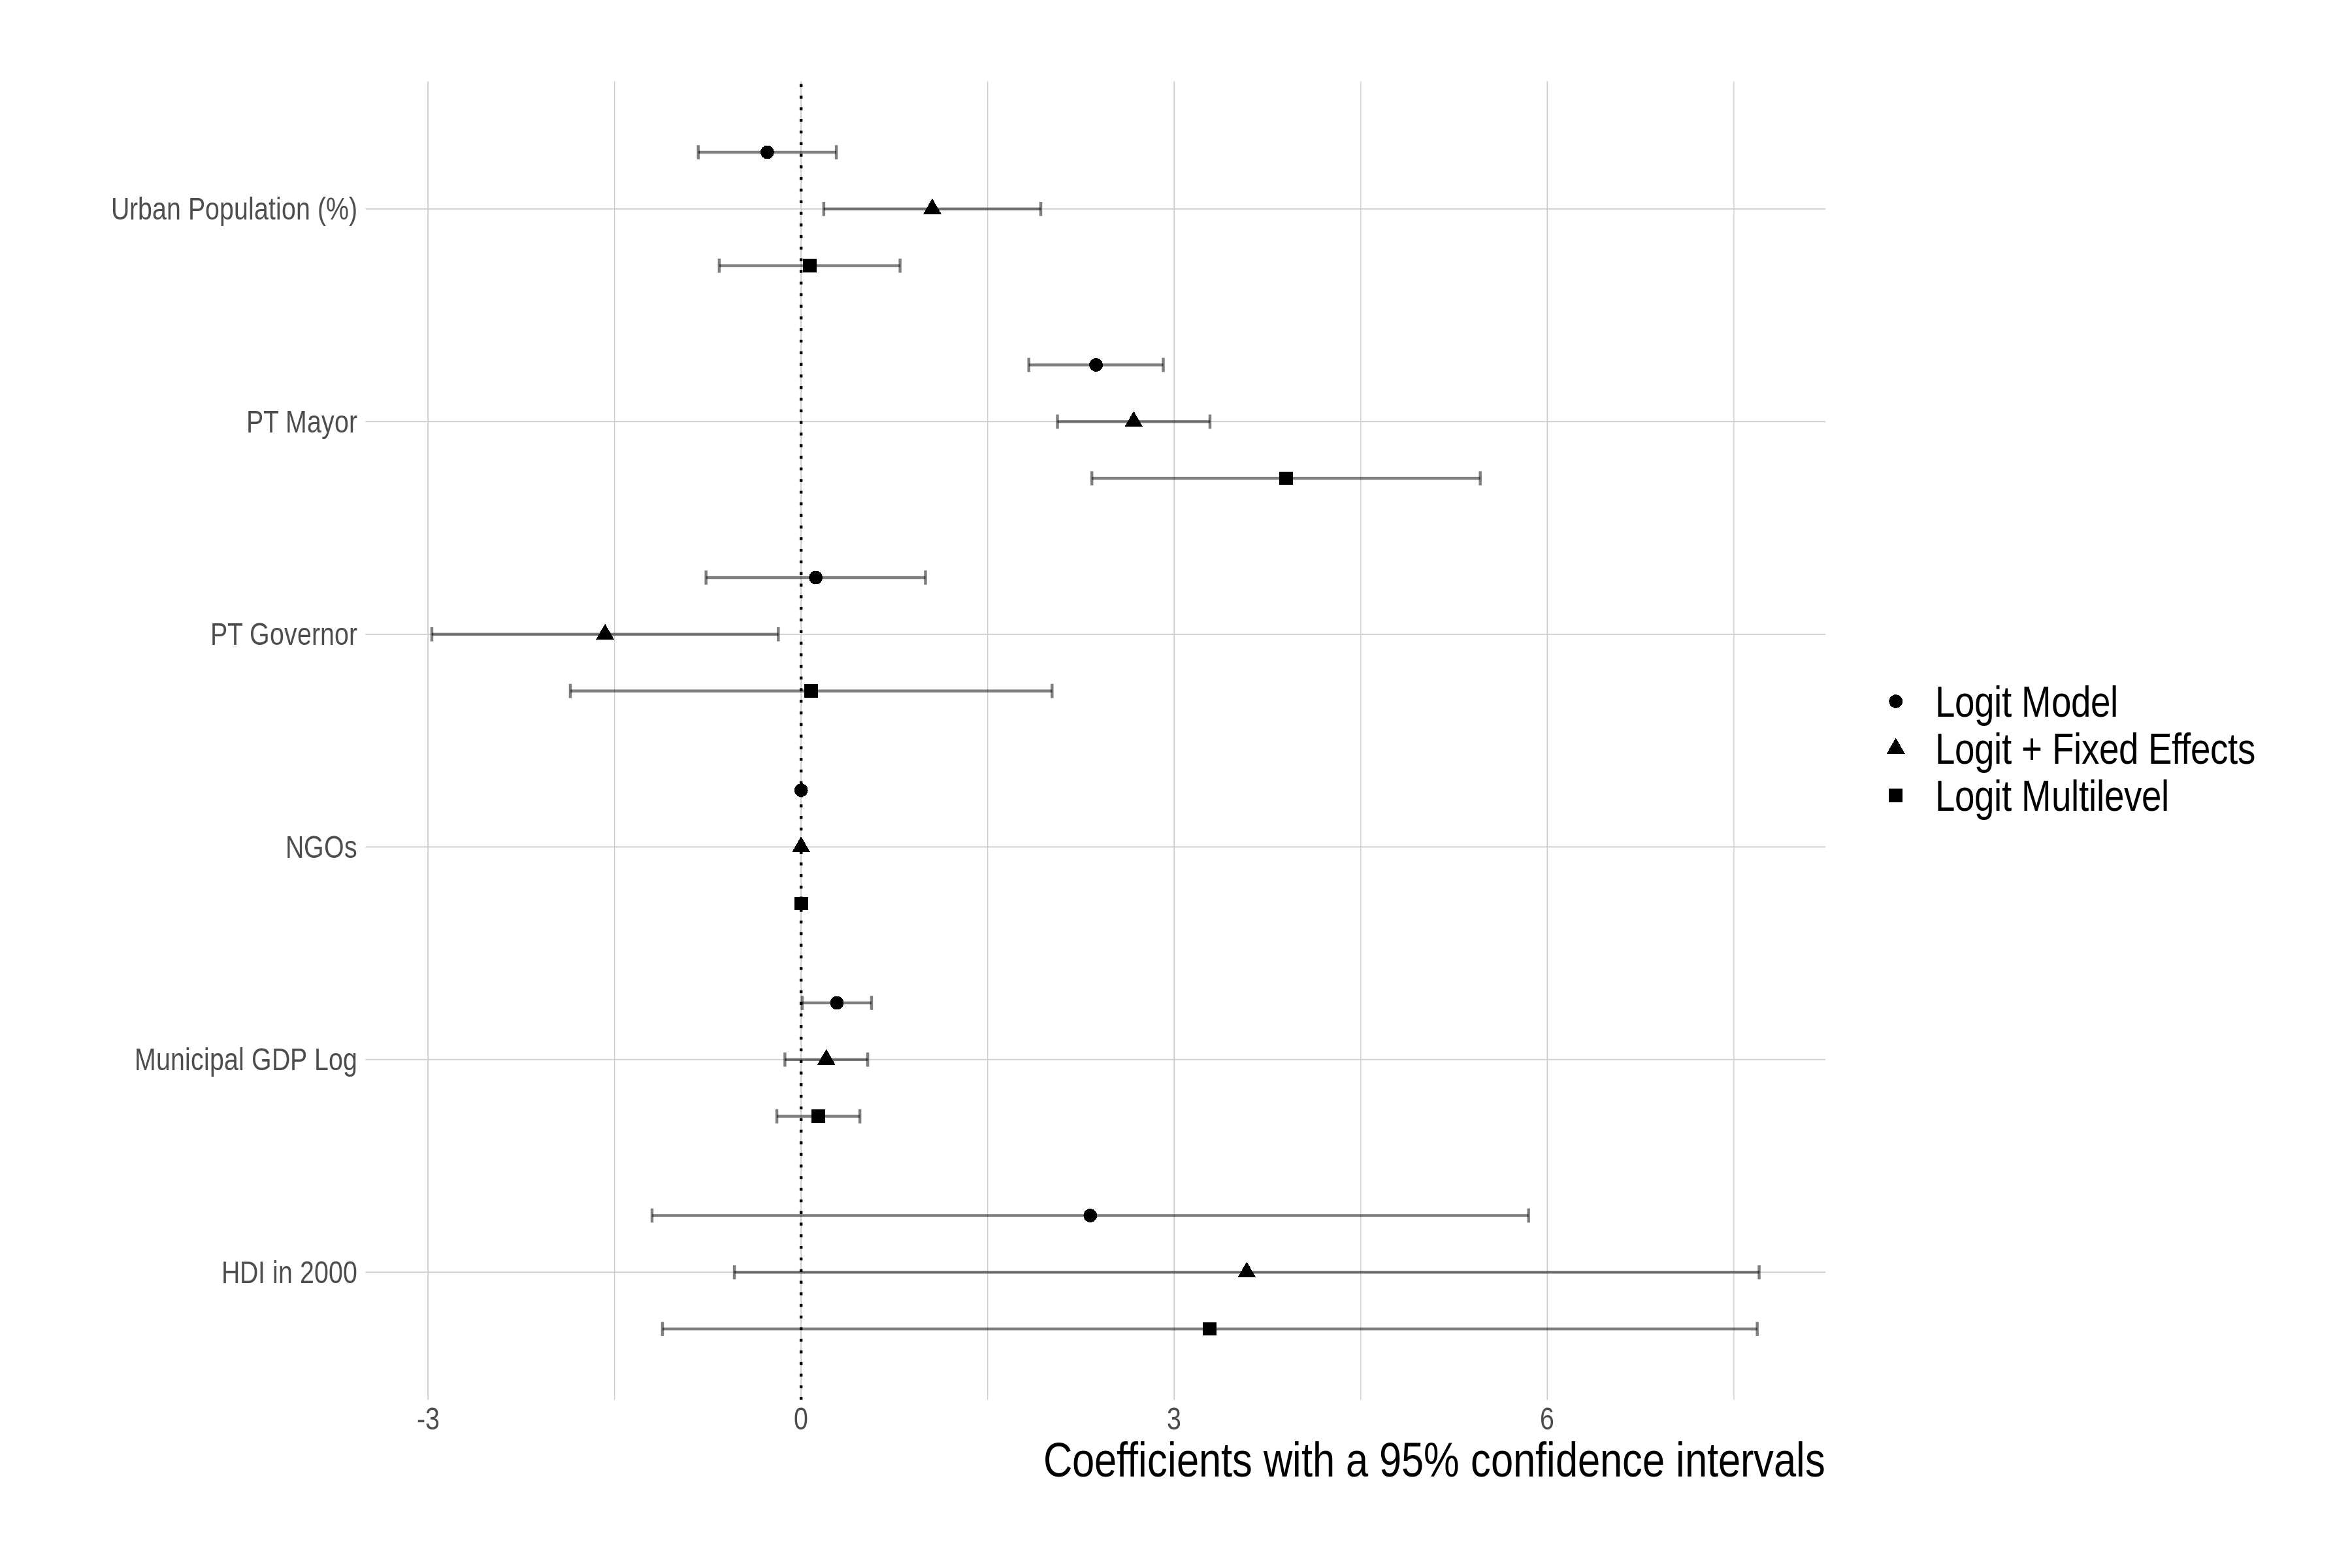 Urban Population (%)
PT Mayor
PT Governor
NGOs
Municipal GDP Log
HDI in 2000
-3
0
3
6
Coefficients with a 95% confidence intervals
Logit Model
Logit + Fixed Effects
Logit Multilevel